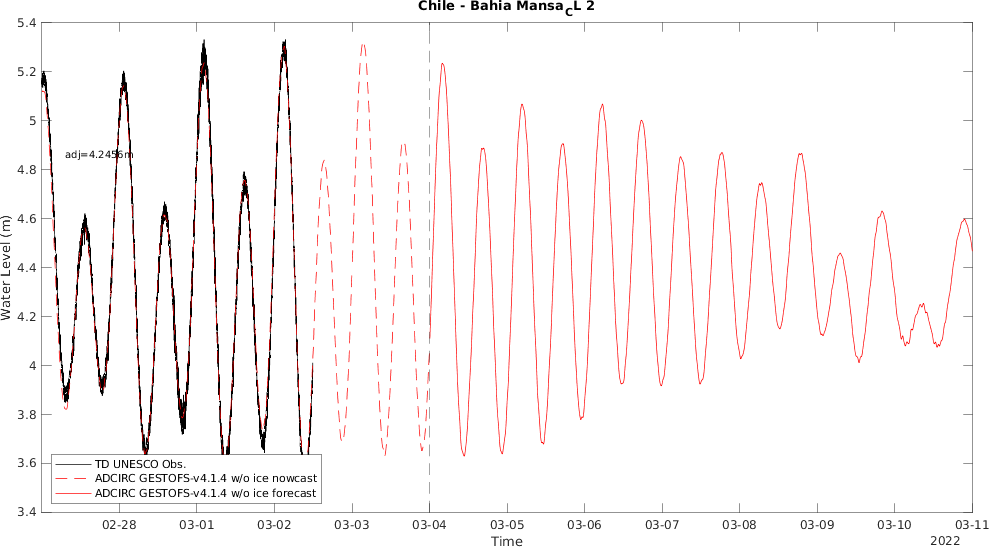 Chile - Bahia Mansa_CL 2
5.4
5.2
5
4.8
4.6
4.4
4.2
4
3.8
3.6
3.4
Water Level (m)
adj=4.2456m
TD UNESCO Obs.
ADCIRC GESTOFS-v4.1.4 w/o ice nowcast
ADCIRC GESTOFS-v4.1.4 w/o ice forecast
02-28 03-01 03-02 03-03 03-04 03-05 03-06 03-07 03-08 03-09 03-10 03-11
Time
2022